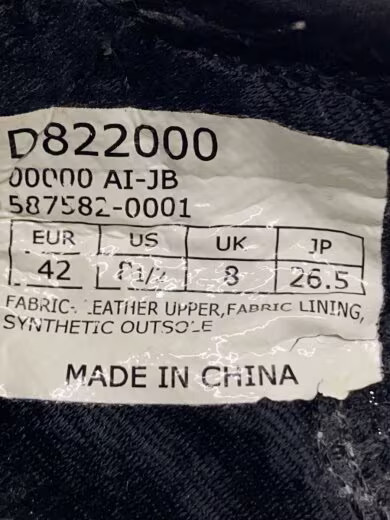 D822000
00000 AI-JB
587582-0001
EUR US UK JP
42 8 26.5
FABRIC- LEATHER UPPER,FABRIC LINING,
SYNTHETIC OUTSOLE
MADE IN CHINA